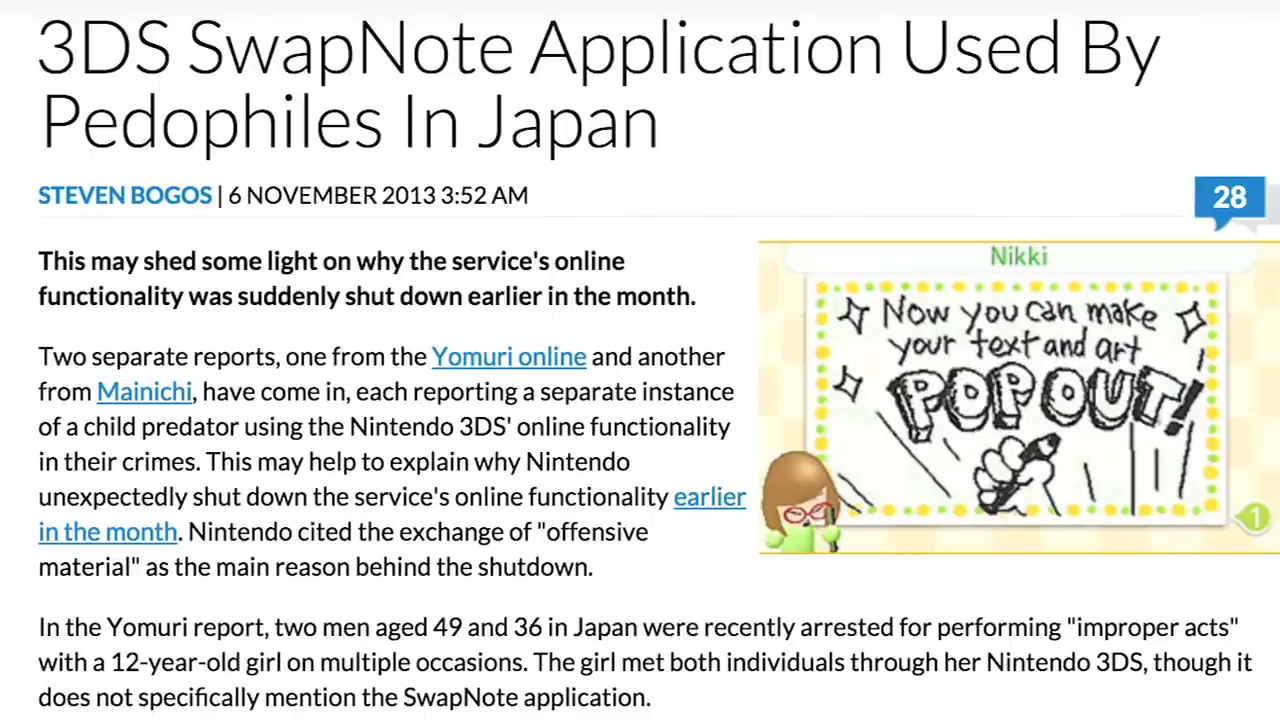 3DS SwapNote Application Used By
Pedophiles In Japan
STEVEN BOGOS | 6 NOVEMBER 2013 3:52 AM
28
This may shed some light on why the service's online
functionality was suddenly shut down earlier in the month.
Two separate reports, one from the Yomuri online and another
from Mainichi, have come in, each reporting a separate instance
of a child predator using the Nintendo 3DS' online functionality
in their crimes. This may help to explain why Nintendo
unexpectedly shut down the service's online functionality earlier
in the month. Nintendo cited the exchange of "offensive
material" as the main reason behind the shutdown.
Nikki
Now you can make
your text and art
POP OUT!
1
In the Yomuri report, two men aged 49 and 36 in Japan were recently arrested for performing "improper acts"
with a 12-year-old girl on multiple occasions. The girl met both individuals through her Nintendo 3DS, though it
does not specifically mention the SwapNote application.